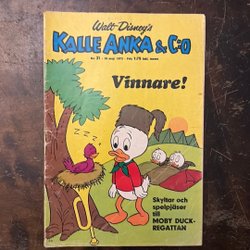 Walt Disney's
KALLE ANKA & C:O
Vinnare!
Skyltar och
spelpjäser
till
MOBY DUCK-
REGATTAN